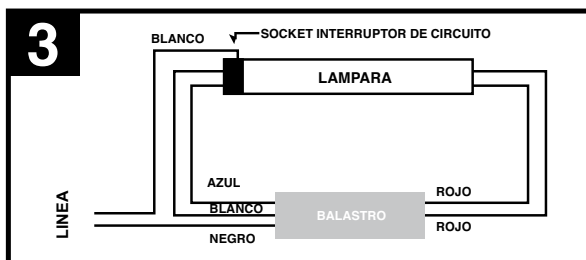 3
BLANCO
SOCKET INTERRUPTOR DE CIRCUITO
LAMPARA
LINEA
AZUL
BLANCO
NEGRO
BALASTRO
ROJO
ROJO